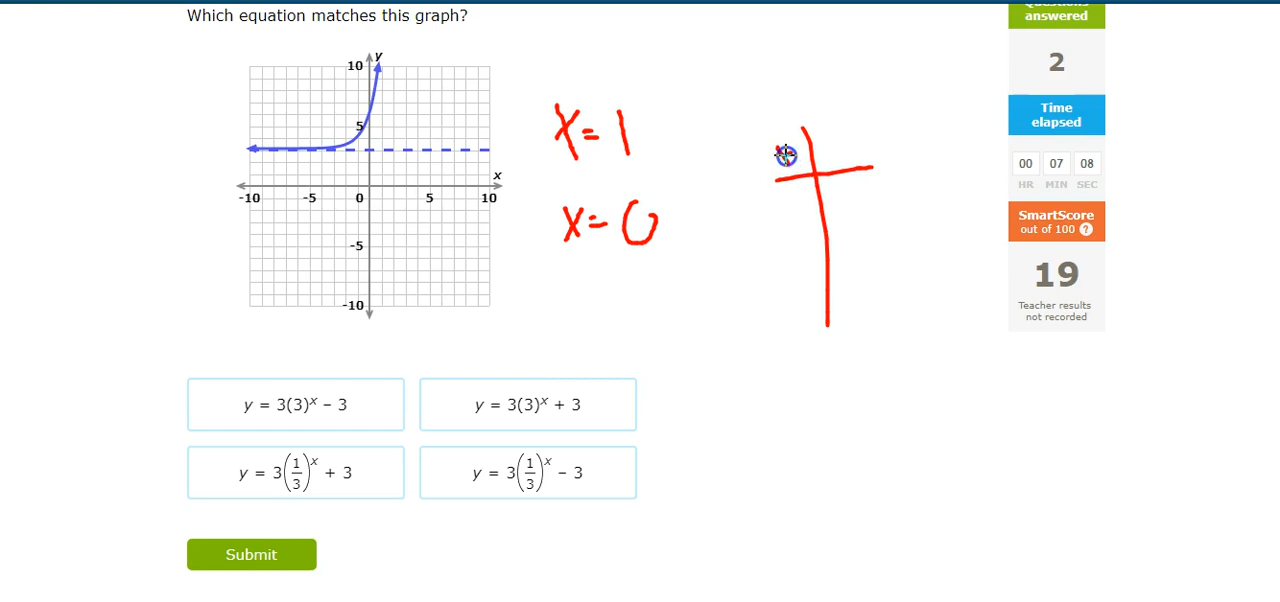 Which equation matches this graph?
answered
2
Time
elapsed
00 07 08
HR MIN SEC
SmartScore
out of 100 ?
19
Teacher results
not recorded
y
10
5
x
-10 -5 0 5 10
-5
-10
x = 1
x = 0
y = 3(3)ˣ − 3
y = 3(3)ˣ + 3
y = 3(1/3)ˣ + 3
y = 3(1/3)ˣ − 3
Submit